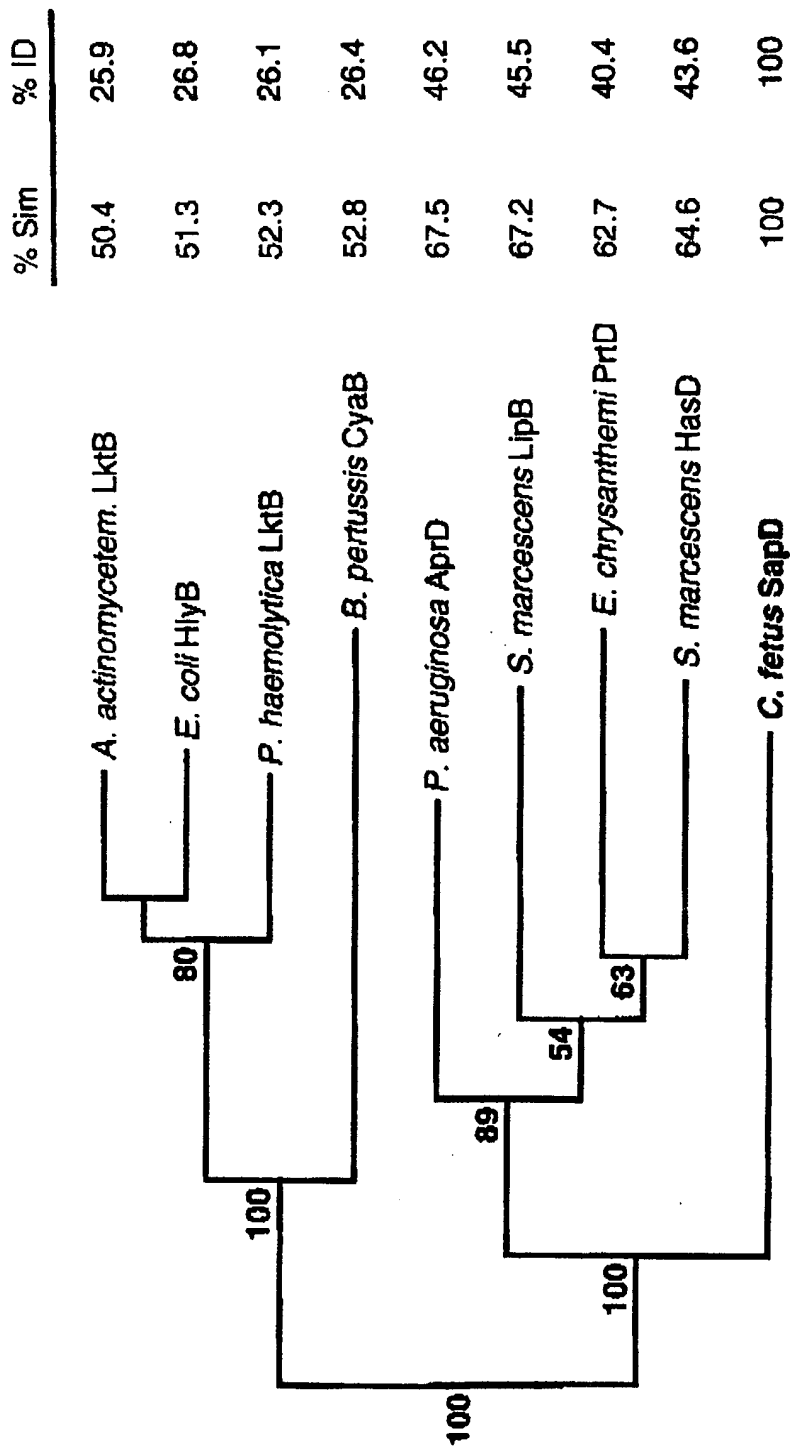 % Sim % ID
A. actinomycetem. LktB 50.4 25.9
E. coli HlyB 51.3 26.8
P. haemolytica LktB 52.3 26.1
B. pertussis CyaB 52.8 26.4
P. aeruginosa AprD 67.5 46.2
S. marcescens LipB 67.2 45.5
E. chrysanthemi PrtD 62.7 40.4
S. marcescens HasD 64.6 43.6
C. fetus SapD 100 100
80
100
89
54
63
100
100